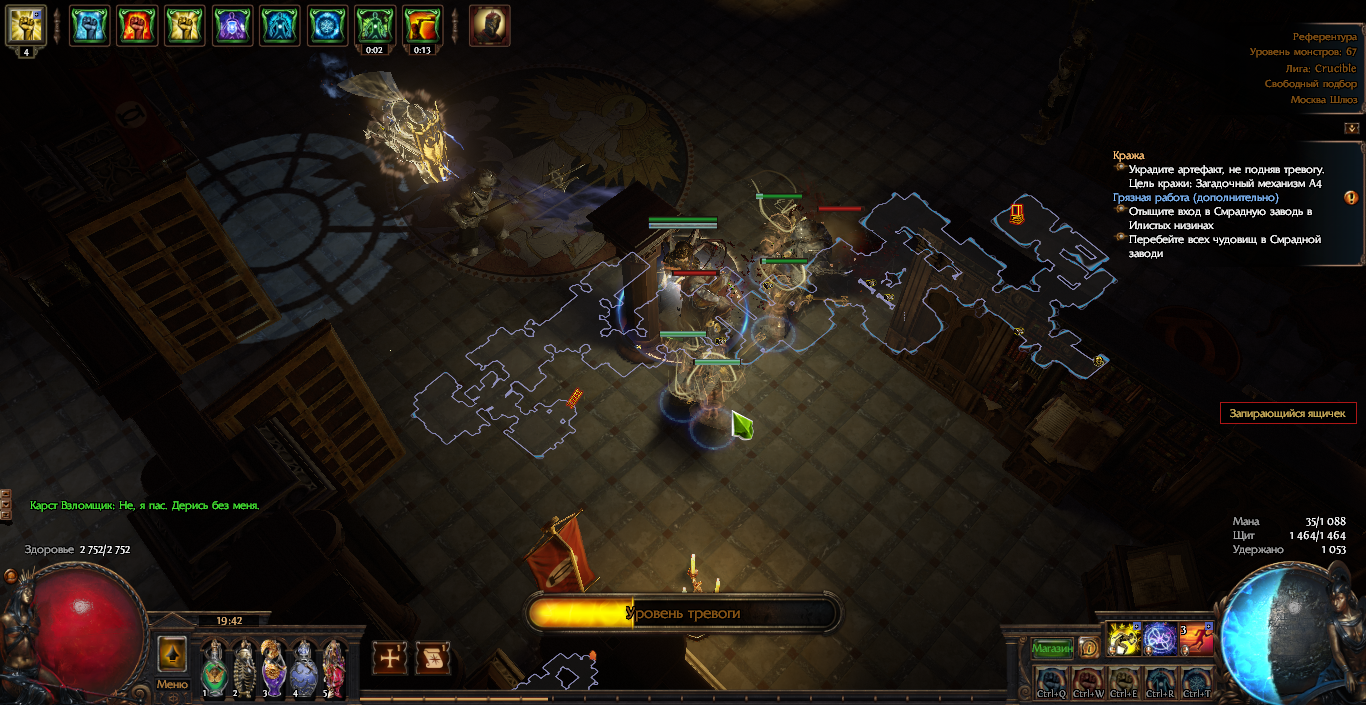 4
0:02
0:13
Референтура
Уровень монстров: 67
Лига: Crucible
Свободный подбор
Москва Шлюз
Кража
Украдите артефакт, не подняв тревогу.
Цель кражи: Загадочный механизм А4
Грязная работа (дополнительно)
Отыщите вход в Смрадную заводь в
Илистых низинах
Перебейте всех чудовищ в Смрадной
заводи
Запирающийся ящичек
Карст Взломщик: Не, я пас. Дерись без меня.
Здоровье 2 752/2 752
Мана 35/1 088
Щит 1 464/1 464
Удержано 1 053
Уровень тревоги
19:42
Меню
1 2 3 4 5
Магазин
3
Ctrl+Q Ctrl+W Ctrl+E Ctrl+R Ctrl+T